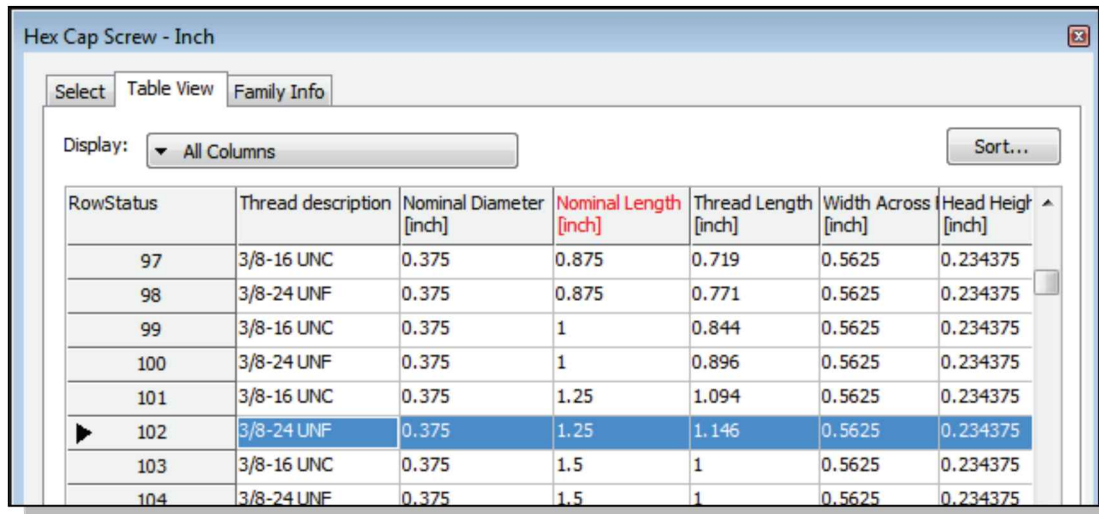 Hex Cap Screw - Inch
Select Table View Family Info
Display: All Columns Sort...
RowStatus Thread description Nominal Diameter [inch] Nominal Length [inch] Thread Length [inch] Width Across [inch] Head Heigh [inch]
97 3/8-16 UNC 0.375 0.875 0.719 0.5625 0.234375
98 3/8-24 UNF 0.375 0.875 0.771 0.5625 0.234375
99 3/8-16 UNC 0.375 1 0.844 0.5625 0.234375
100 3/8-24 UNF 0.375 1 0.896 0.5625 0.234375
101 3/8-16 UNC 0.375 1.25 1.094 0.5625 0.234375
102 3/8-24 UNF 0.375 1.25 1.146 0.5625 0.234375
103 3/8-16 UNC 0.375 1.5 1 0.5625 0.234375
104 3/8-24 UNF 0.375 1.5 1 0.5625 0.234375